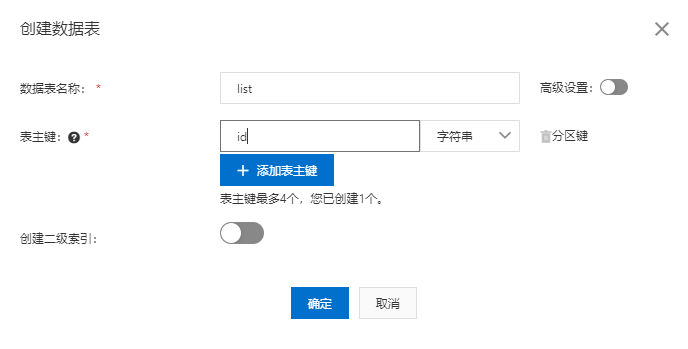 创建数据表
数据表名称： * list 高级设置：
表主键： ? * id 字符串 分区键
+ 添加表主键
表主键最多4个，您已创建1个。
创建二级索引：
确定 取消